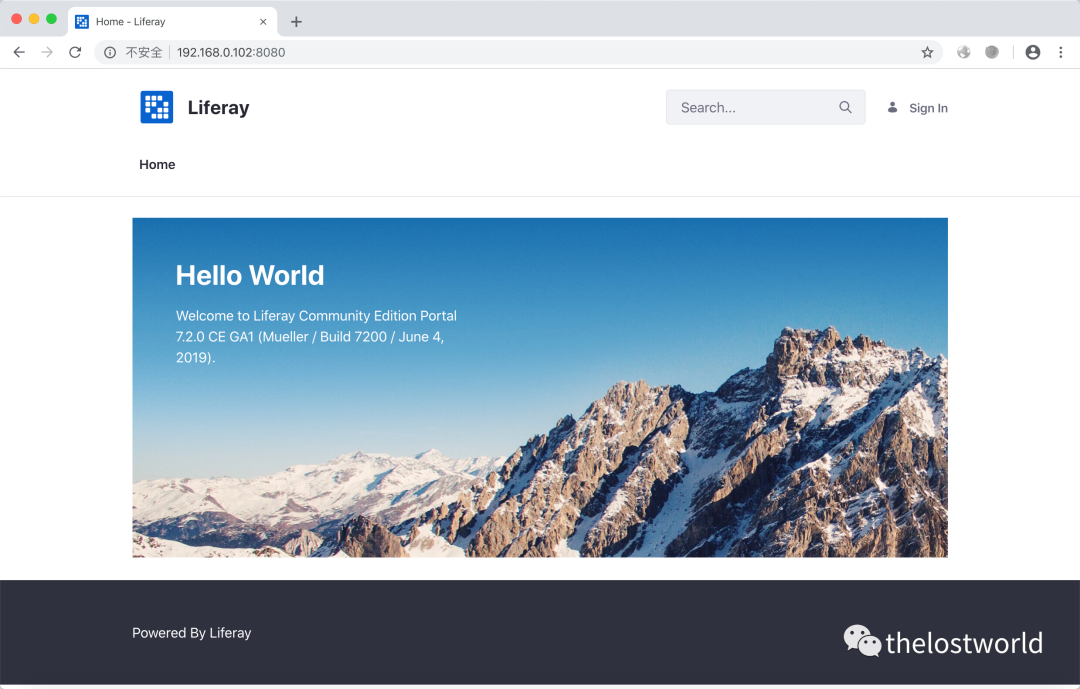 Home - Liferay
不安全 192.168.0.102:8080
Liferay
Search...
Sign In
Home
Hello World
Welcome to Liferay Community Edition Portal
7.2.0 CE GA1 (Mueller / Build 7200 / June 4,
2019).
Powered By Liferay
thelostworld